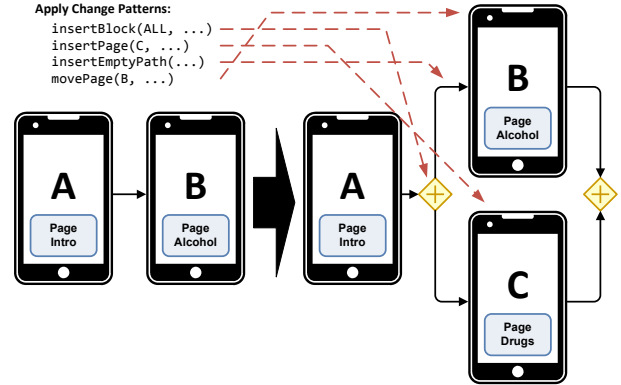 Apply Change Patterns:
insertBlock(ALL, ...)
insertPage(C, ...)
insertEmptyPath(...)
movePage(B, ...)
A
Page
Intro
B
Page
Alcohol
A
Page
Intro
B
Page
Alcohol
C
Page
Drugs